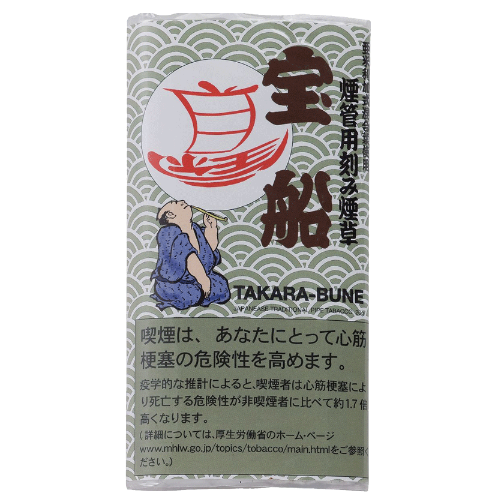 宝船
煙管用刻み煙草
TAKARA-BUNE
喫煙は、あなたにとって心筋
梗塞の危険性を高めます。
疫学的な推計によると、喫煙者は心筋梗塞によ
り死亡する危険性が非喫煙者に比べて約1.7倍
高くなります。
(詳細については、厚生労働省のホーム・ページ
www.mhlw.go.jp/topics/tobacco/main.htmlをご参照く
ださい。)